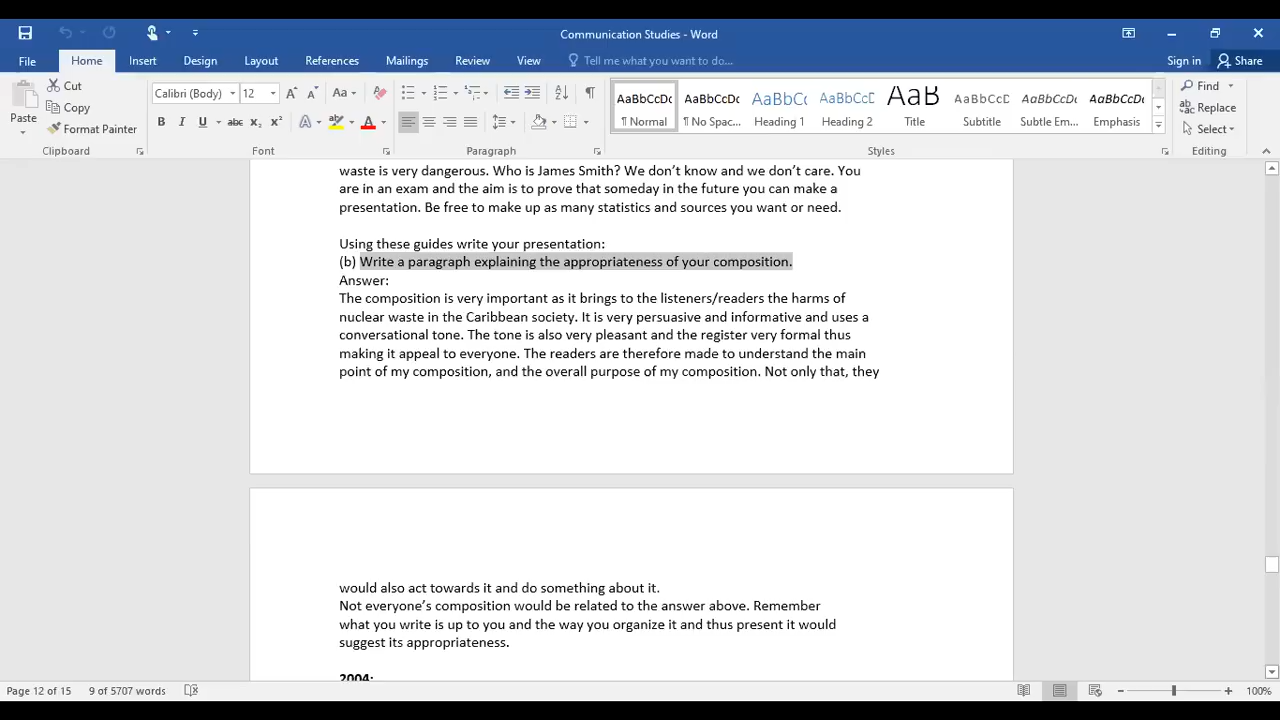 Communication Studies - Word
File Home Insert Design Layout References Mailings Review View Tell me what you want to do... Sign in Share
Paste Cut Copy Format Painter
Calibri (Body) 12
AaBbCcDc AaBbCcDc AaBbCc AaBbCcD AaB AaBbCcD AaBbCcDc AaBbCcDc
¶ Normal ¶ No Spac... Heading 1 Heading 2 Title Subtitle Subtle Em... Emphasis
Find Replace Select
Clipboard Font Paragraph Styles Editing
waste is very dangerous. Who is James Smith? We don’t know and we don’t care. You
are in an exam and the aim is to prove that someday in the future you can make a
presentation. Be free to make up as many statistics and sources you want or need.
Using these guides write your presentation:
(b) Write a paragraph explaining the appropriateness of your composition.
Answer:
The composition is very important as it brings to the listeners/readers the harms of
nuclear waste in the Caribbean society. It is very persuasive and informative and uses a
conversational tone. The tone is also very pleasant and the register very formal thus
making it appeal to everyone. The readers are therefore made to understand the main
point of my composition, and the overall purpose of my composition. Not only that, they
would also act towards it and do something about it.
Not everyone’s composition would be related to the answer above. Remember
what you write is up to you and the way you organize it and thus present it would
suggest its appropriateness.
2004:
Page 12 of 15 9 of 5707 words 100%